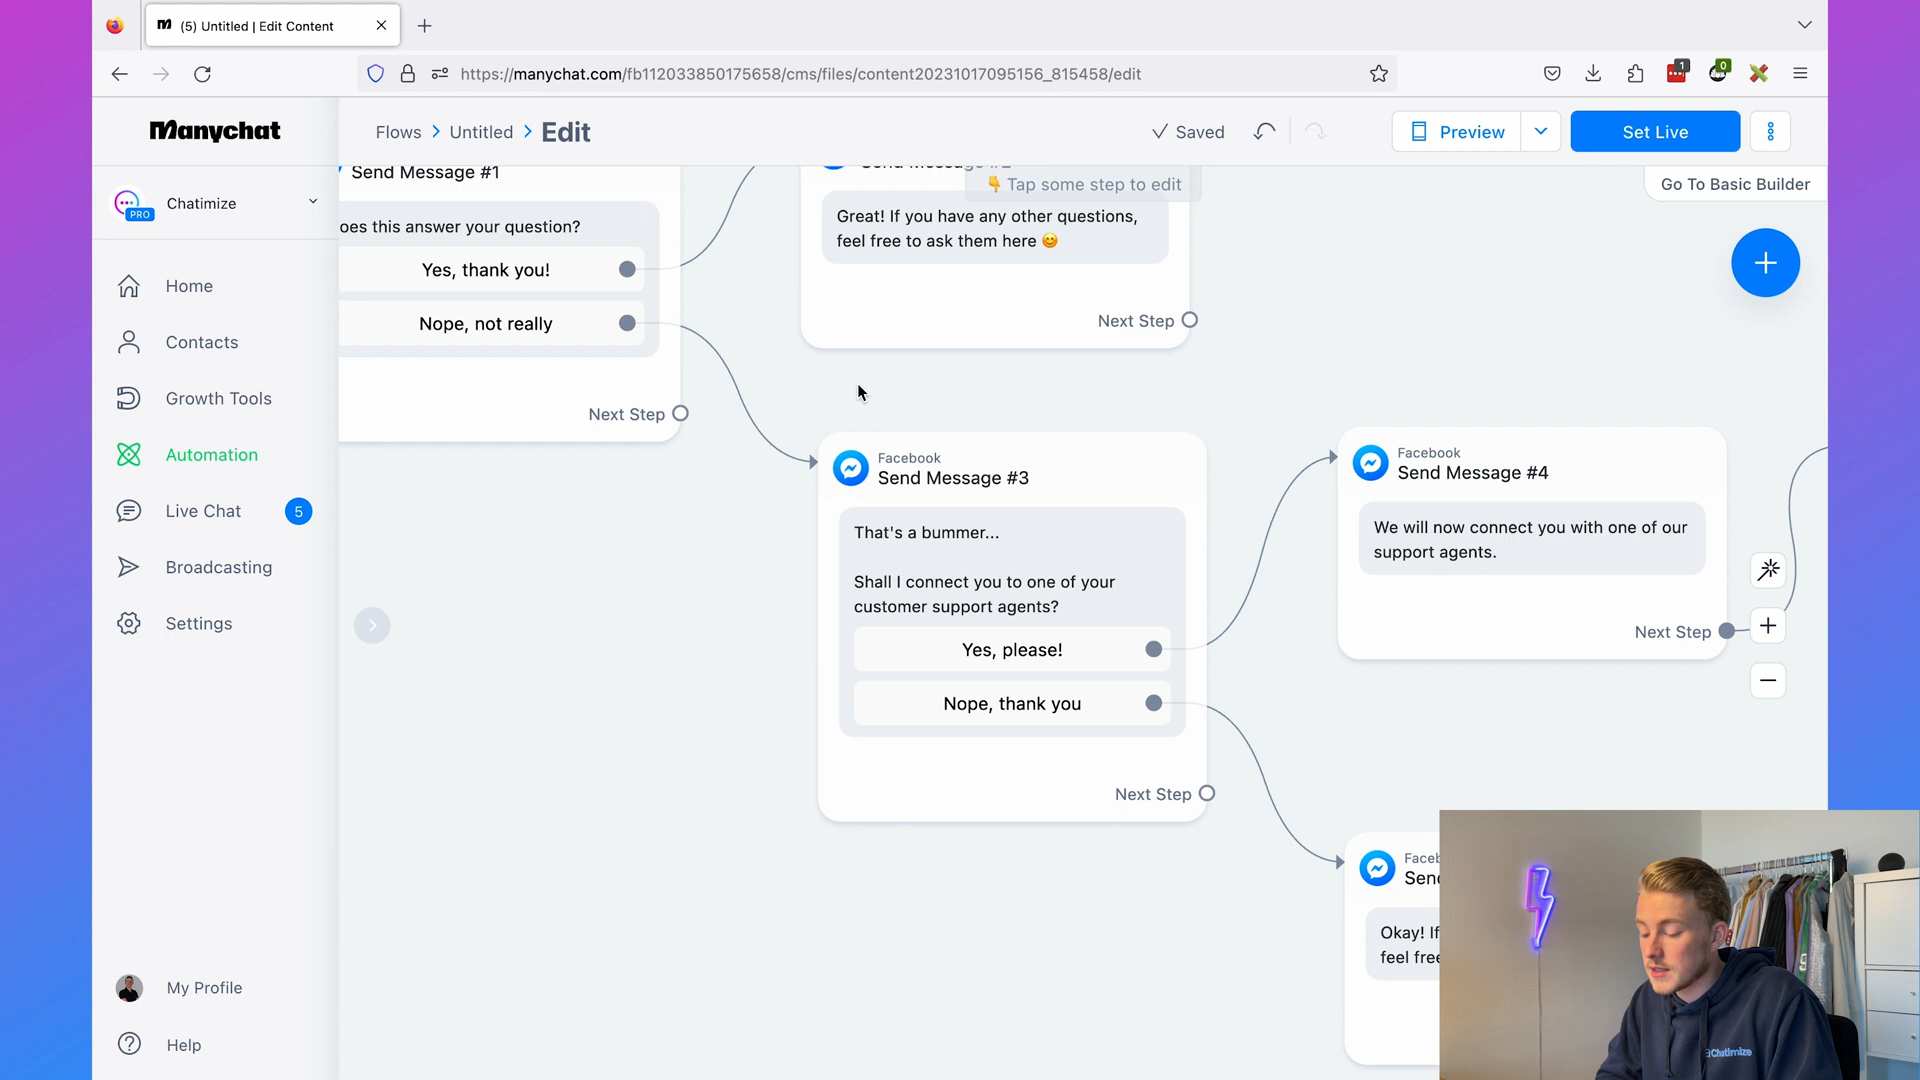 (5) Untitled | Edit Content
https://manychat.com/fb112033850175658/cms/files/content20231017095156_815458/edit
1
0
Manychat
Flows > Untitled > Edit
Saved
Preview
Set Live
PRO
Chatimize
Home
Contacts
Growth Tools
Automation
Live Chat
5
Broadcasting
Settings
My Profile
Help
👇 Tap some step to edit
Go To Basic Builder
Send Message #1
oes this answer your question?
Yes, thank you!
Nope, not really
Next Step
Great! If you have any other questions,
feel free to ask them here 😊
Next Step
Facebook
Send Message #3
That's a bummer...
Shall I connect you to one of your
customer support agents?
Yes, please!
Nope, thank you
Next Step
Facebook
Send Message #4
We will now connect you with one of our
support agents.
Next Step
Faceb
Sen
Okay! If
feel free
Chatimize